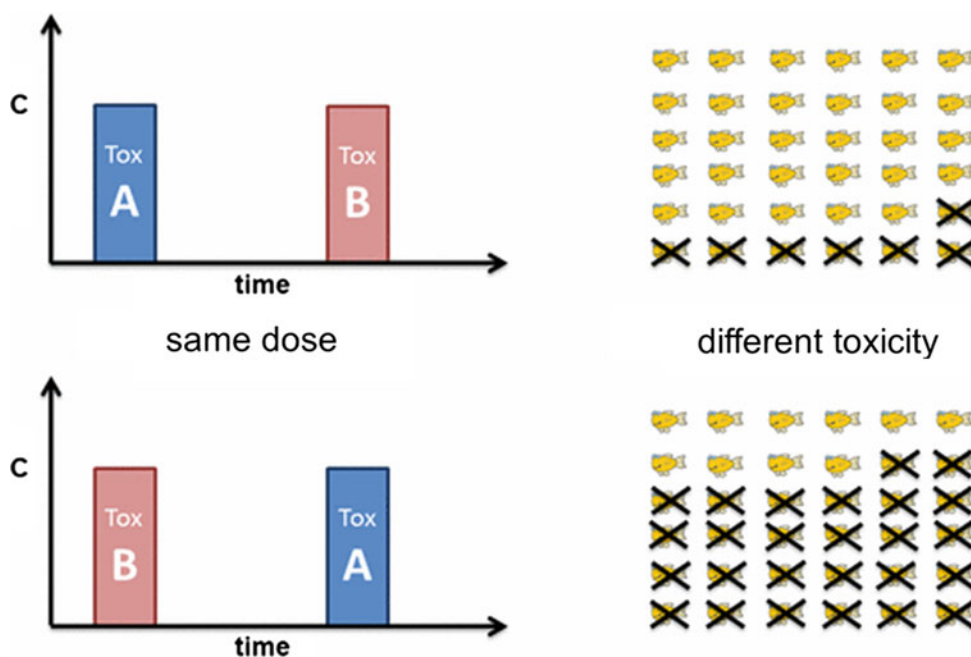 C
Tox
A
Tox
B
time
same dose
different toxicity
C
Tox
B
Tox
A
time